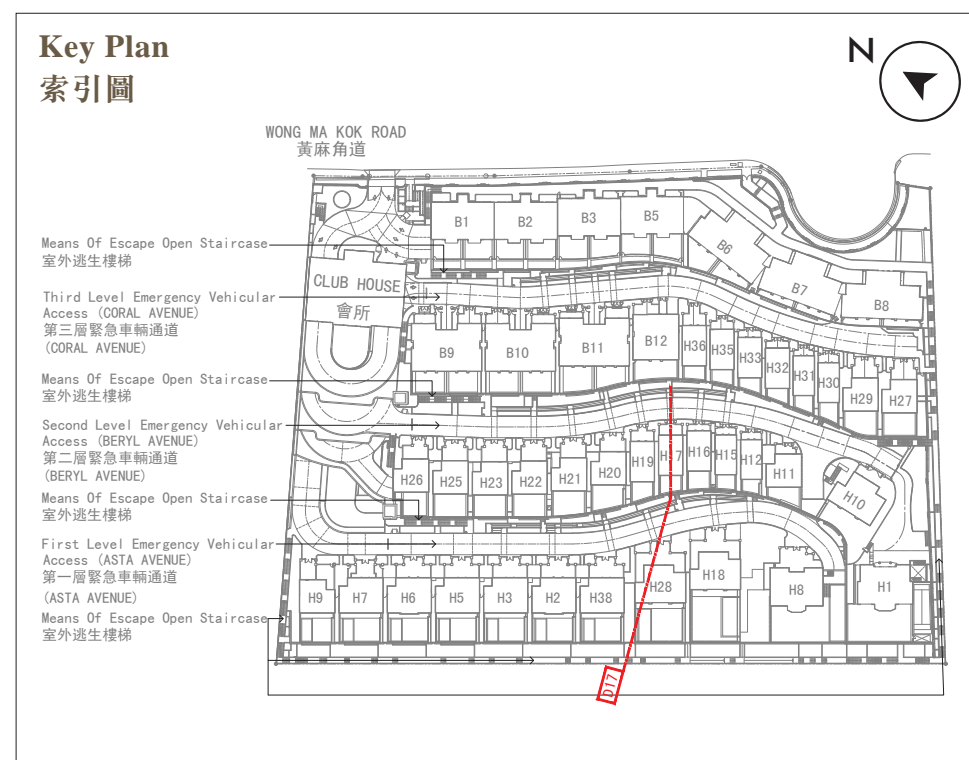 Key Plan
索引圖
N
WONG MA KOK ROAD
黃麻角道
B1
B2
B3
B5
B6
B7
B8
Means Of Escape Open Staircase
室外逃生樓梯
CLUB HOUSE
會所
Third Level Emergency Vehicular
Access (CORAL AVENUE)
第三層緊急車輛通道
(CORAL AVENUE)
B9
B10
B11
B12
H36
H35
H33
H32
H31
H30
H29
H27
Means Of Escape Open Staircase
室外逃生樓梯
Second Level Emergency Vehicular
Access (BERYL AVENUE)
第二層緊急車輛通道
(BERYL AVENUE)
H26
H25
H23
H22
H21
H20
H19
H17
H16
H15
H12
H11
H10
Means Of Escape Open Staircase
室外逃生樓梯
First Level Emergency Vehicular
Access (ASTA AVENUE)
第一層緊急車輛通道
(ASTA AVENUE)
H9
H7
H6
H5
H3
H2
H38
H28
H18
H8
H1
Means Of Escape Open Staircase
室外逃生樓梯
D17